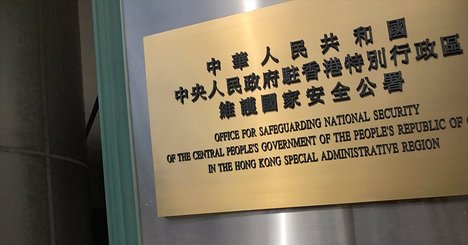 中華人民共和國
中央人民政府駐香港特別行政區
維護國家安全公署
OFFICE FOR SAFEGUARDING NATIONAL SECURITY
OF THE CENTRAL PEOPLE'S GOVERNMENT OF THE PEOPLE'S REPUBLIC OF
IN THE HONG KONG SPECIAL ADMINISTRATIVE REGION